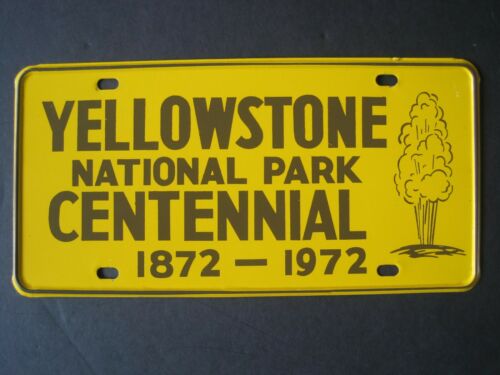 YELLOWSTONE
NATIONAL PARK
CENTENNIAL
1872 — 1972